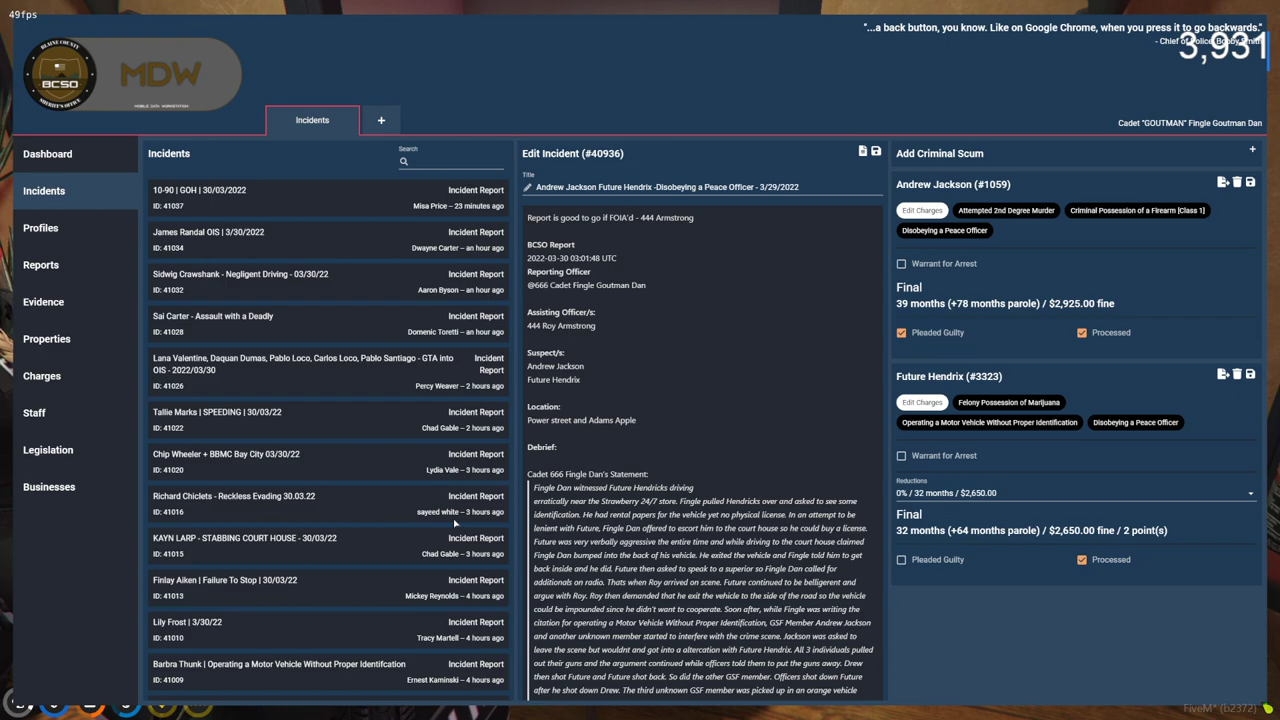 49fps
"...a back button, you know. Like on Google Chrome, when you press it to go backwards."
- Chief of Police Bobby Smith
3,931
BLAINE COUNTY
BCSO
SHERIFF'S OFFICE
MDW
MOBILE DATA WORKSTATION
Incidents
+
Cadet "GOUTMAN" Fingle Goutman Dan
Dashboard
Incidents
Profiles
Reports
Evidence
Properties
Charges
Staff
Legislation
Businesses
Incidents
Search
10-90 | GOH | 30/03/2022 Incident Report
ID: 41037 Misa Price – 23 minutes ago
James Randal OIS | 3/30/2022 Incident Report
ID: 41034 Dwayne Carter – an hour ago
Sidwig Crawshank - Negligent Driving - 03/30/22 Incident Report
ID: 41032 Aaron Byson – an hour ago
Sai Carter - Assault with a Deadly Incident Report
ID: 41028 Domenic Toretti – an hour ago
Lana Valentine, Daquan Dumas, Pablo Loco, Carlos Loco, Pablo Santiago - GTA into Incident
OIS - 2022/03/30 Report
ID: 41026 Percy Weaver – 2 hours ago
Tallie Marks | SPEEDING | 30/03/22 Incident Report
ID: 41022 Chad Gable – 2 hours ago
Chip Wheeler + BBMC Bay City 03/30/22 Incident Report
ID: 41020 Lydia Vale – 3 hours ago
Richard Chiclets - Reckless Evading 30.03.22 Incident Report
ID: 41016 sayeed white – 3 hours ago
KAYN LARP - STABBING COURT HOUSE - 30/03/22 Incident Report
ID: 41015 Chad Gable – 3 hours ago
Finlay Aiken | Failure To Stop | 30/03/22 Incident Report
ID: 41013 Mickey Reynolds – 4 hours ago
Lily Frost | 3/30/22 Incident Report
ID: 41010 Tracy Martell – 4 hours ago
Barbra Thunk | Operating a Motor Vehicle Without Proper Identifcation Incident Report
ID: 41009 Ernest Kaminski – 4 hours ago
Edit Incident (#40936)
Title
Andrew Jackson Future Hendrix -Disobeying a Peace Officer - 3/29/2022
Report is good to go if FOIA'd - 444 Armstrong
BCSO Report
2022-03-30 03:01:48 UTC
Reporting Officer
@666 Cadet Fingle Goutman Dan
Assisting Officer/s:
444 Roy Armstrong
Suspect/s:
Andrew Jackson
Future Hendrix
Location:
Power street and Adams Apple
Debrief:
Cadet 666 Fingle Dan's Statement:
Fingle Dan witnessed Future Hendricks driving
erratically near the Strawberry 24/7 store. Fingle pulled Hendricks over and asked to see some
identification. He had rental papers for the vehicle yet no physical license. In an attempt to be
lenient with Future, Fingle Dan offered to escort him to the court house so he could buy a license.
Future was very verbally aggressive the entire time and while driving to the court house claimed
Fingle Dan bumped into the back of his vehicle. He exited the vehicle and Fingle told him to get
back inside and he did. Future then asked to speak to a superior so Fingle Dan called for
additionals on radio. Thats when Roy arrived on scene. Future continued to be belligerent and
argue with Roy. Roy then demanded that he exit the vehicle to the side of the road so the vehicle
could be impounded since he didn't want to cooperate. Soon after, while Fingle was writing the
citation for operating a Motor Vehicle Without Proper Identification, GSF Member Andrew Jackson
and another unknown member started to interfere with the crime scene. Jackson was asked to
leave the scene but wouldnt and got into a altercation with Future Hendrix. All 3 individuals pulled
out their guns and the argument continued while officers told them to put the guns away. Drew
then shot Future and Future shot back. So did the other GSF member. Officers shot down Future
after he shot down Drew. The third unknown GSF member was picked up in an orange vehicle
Add Criminal Scum +
Andrew Jackson (#1059)
Edit Charges Attempted 2nd Degree Murder Criminal Possession of a Firearm [Class 1]
Disobeying a Peace Officer
Warrant for Arrest
Final
39 months (+78 months parole) / $2,925.00 fine
Pleaded Guilty Processed
Future Hendrix (#3323)
Edit Charges Felony Possession of Marijuana
Operating a Motor Vehicle Without Proper Identification Disobeying a Peace Officer
Warrant for Arrest
Reductions
0% / 32 months / $2,650.00
Final
32 months (+64 months parole) / $2,650.00 fine / 2 point(s)
Pleaded Guilty Processed
FiveM* (b2372)